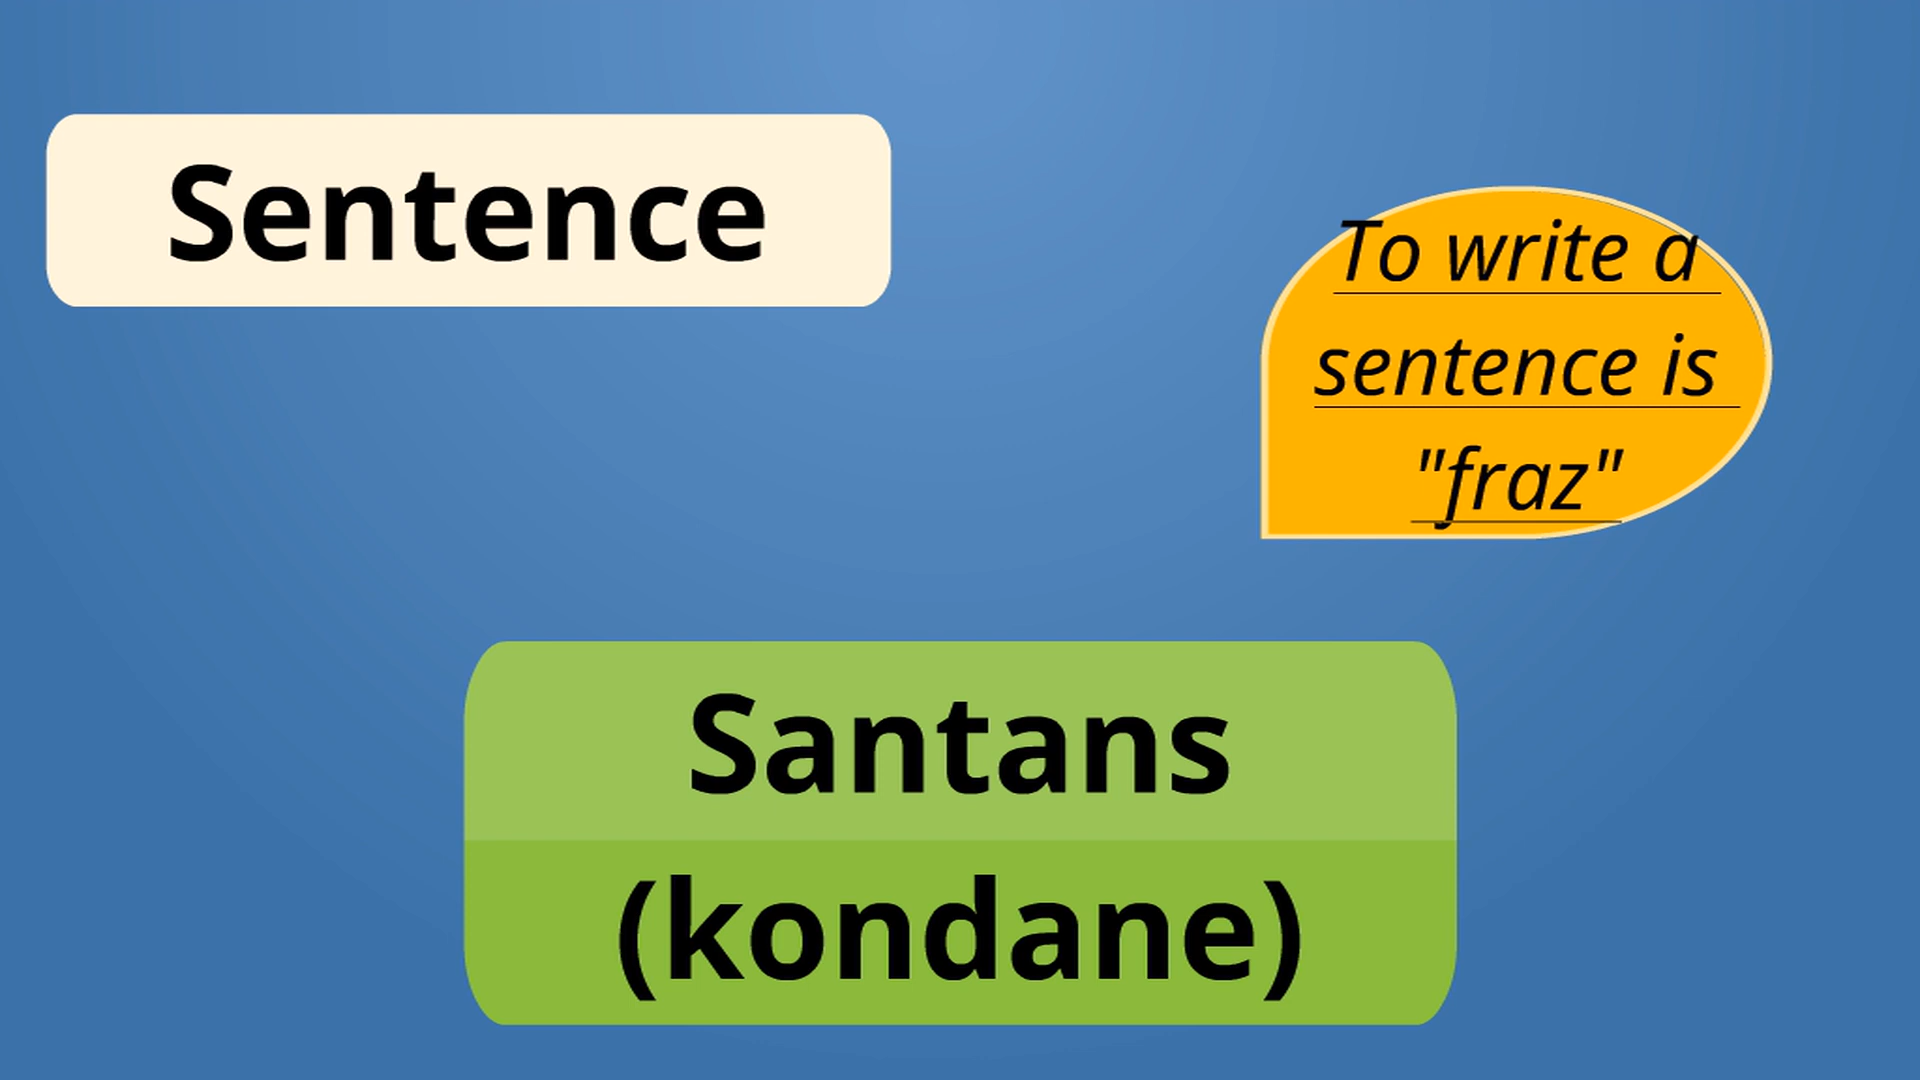 Sentence
To write a
sentence is
"fraz"
Santans
(kondane)